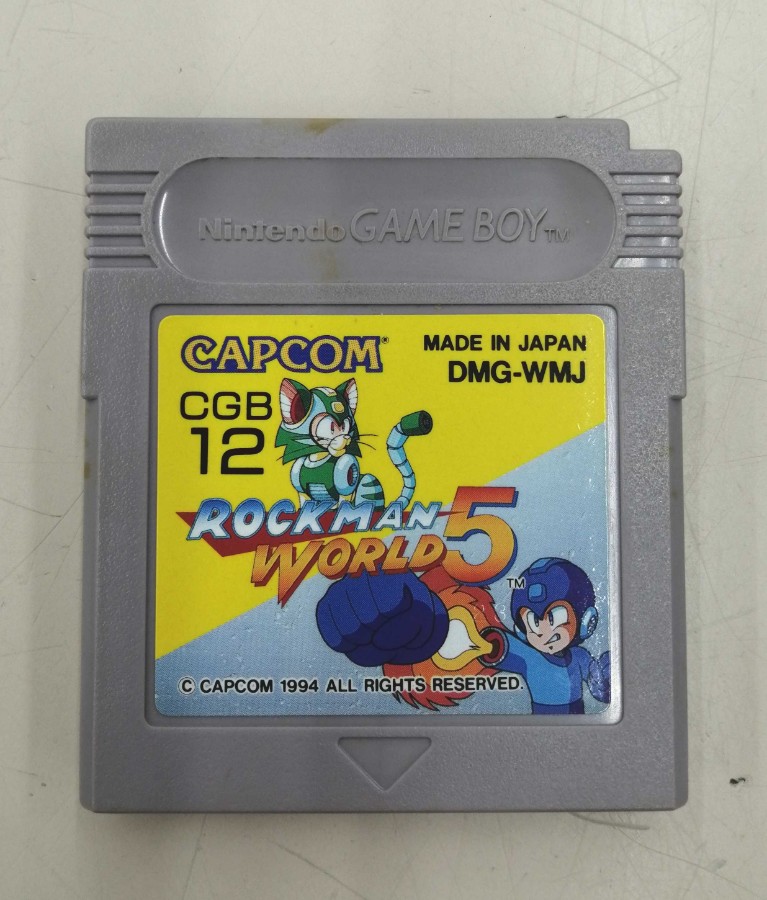 Nintendo GAME BOY TM
CAPCOM®
MADE IN JAPAN
DMG-WMJ
CGB
12
ROCKMAN
WORLD 5
TM
© CAPCOM 1994 ALL RIGHTS RESERVED.